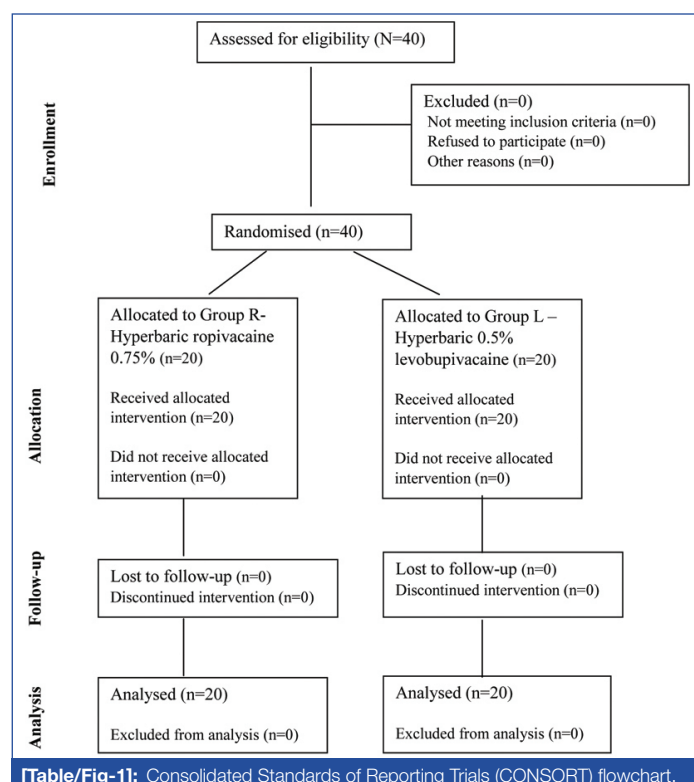 Assessed for eligibility (N=40)
Enrollment
Excluded (n=0)
Not meeting inclusion criteria (n=0)
Refused to participate (n=0)
Other reasons (n=0)
Randomised (n=40)
Allocation
Allocated to Group R-
Hyperbaric ropivacaine
0.75% (n=20)
Received allocated
intervention (n=20)
Did not receive allocated
intervention (n=0)
Allocated to Group L –
Hyperbaric 0.5%
levobupivacaine (n=20)
Received allocated
intervention (n=20)
Did not receive allocated
intervention (n=0)
Follow-up
Lost to follow-up (n=0)
Discontinued intervention (n=0)
Lost to follow-up (n=0)
Discontinued intervention (n=0)
Analysis
Analysed (n=20)
Excluded from analysis (n=0)
Analysed (n=20)
Excluded from analysis (n=0)
[Table/Fig-1]: Consolidated Standards of Reporting Trials (CONSORT) flowchart.